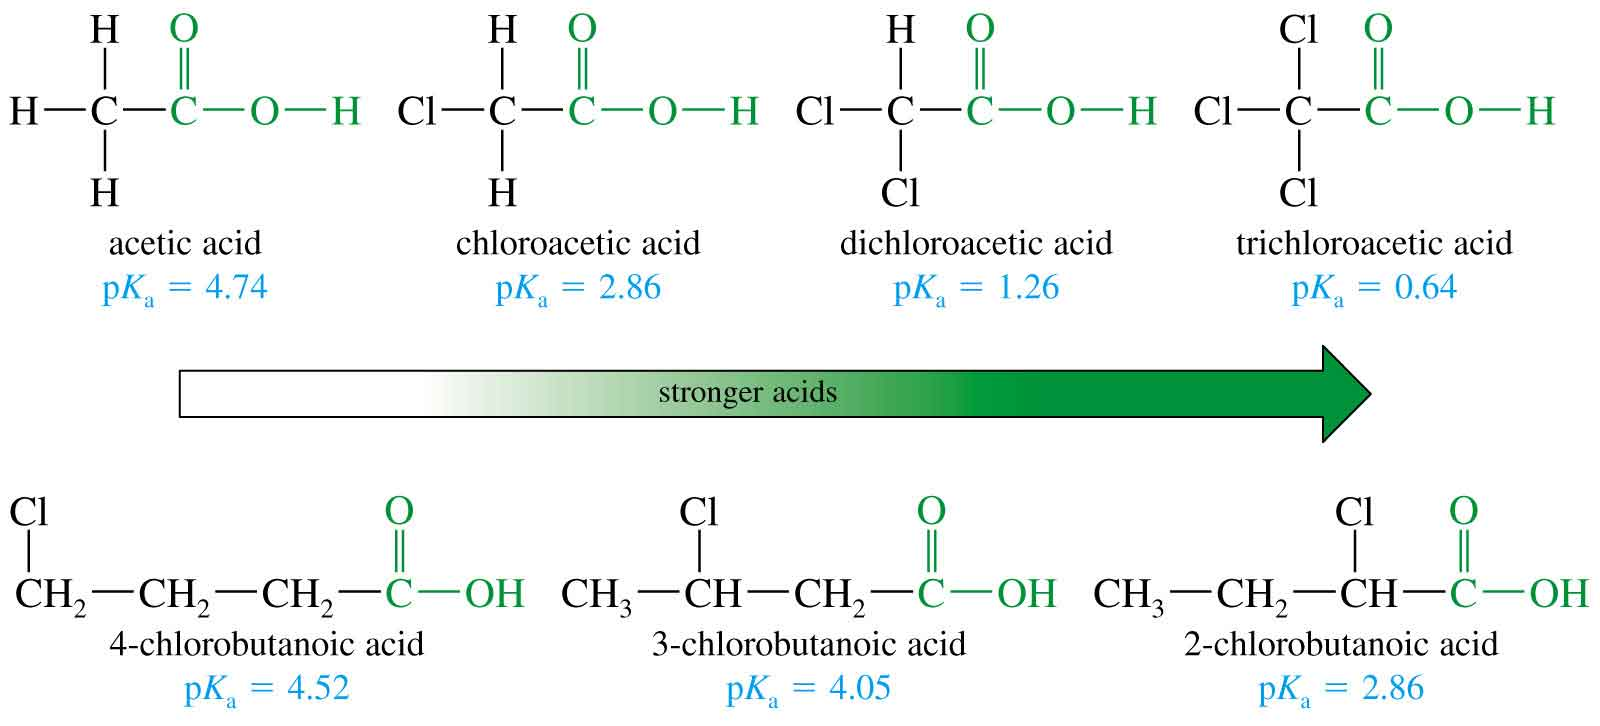 H O H O H O Cl O
H C C O H Cl C C O H Cl C C O H Cl C C O H
H H Cl Cl
acetic acid chloroacetic acid dichloroacetic acid trichloroacetic acid
pKa = 4.74 pKa = 2.86 pKa = 1.26 pKa = 0.64
stronger acids
Cl O Cl O Cl O
CH2 CH2 CH2 C OH CH3 CH CH2 C OH CH3 CH2 CH C OH
4-chlorobutanoic acid 3-chlorobutanoic acid 2-chlorobutanoic acid
pKa = 4.52 pKa = 4.05 pKa = 2.86